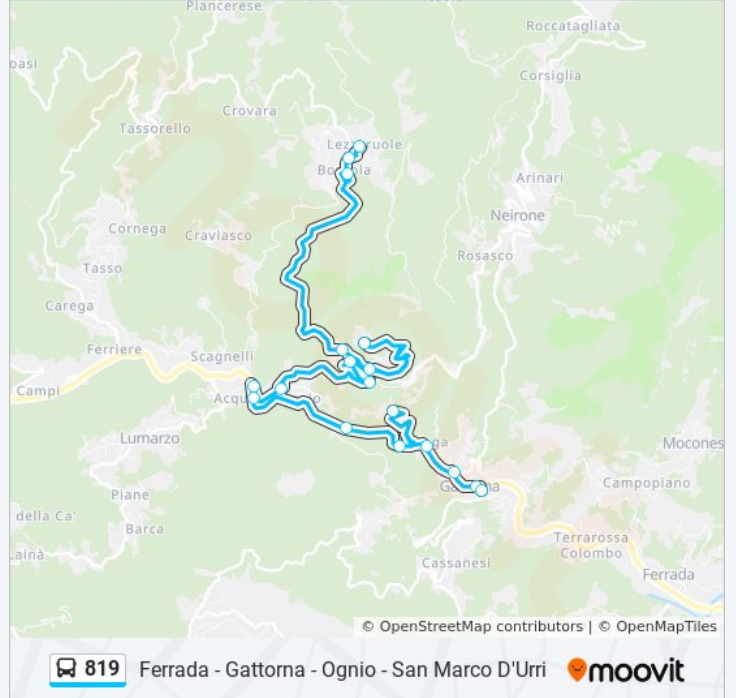 Piancerese
Roccatagliata
oasi
Corsiglia
Crovara
Tassorello
Arinari
Neirone
Cornega
Craviasco
Rosasco
Tasso
Carega
Ferriere
Scagnelli
Campi
Lumarzo
Mocones
Piane
Campopiano
della Ca'
Barca
ainà
Terrarossa
Colombo
Cassanesi
Ferrada
© OpenStreetMap contributors | © OpenMapTiles
819 Ferrada - Gattorna - Ognio - San Marco D'Urri moovit